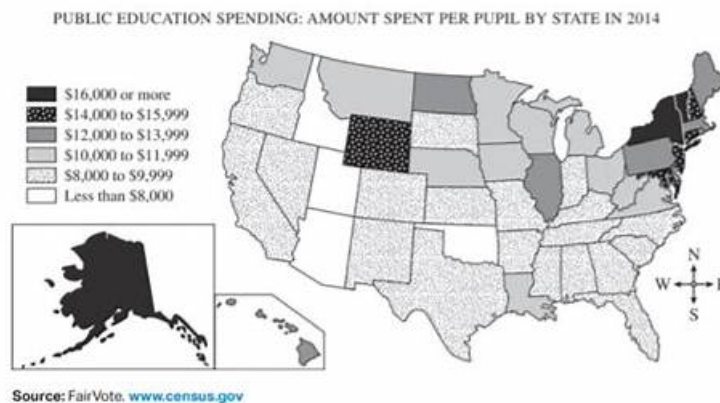 PUBLIC EDUCATION SPENDING: AMOUNT SPENT PER PUPIL BY STATE IN 2014
$16,000 or more
$14,000 to $15,999
$12,000 to $13,999
$10,000 to $11,999
$8,000 to $9,999
Less than $8,000
N
W
E
S
Source: FairVote. www.census.gov